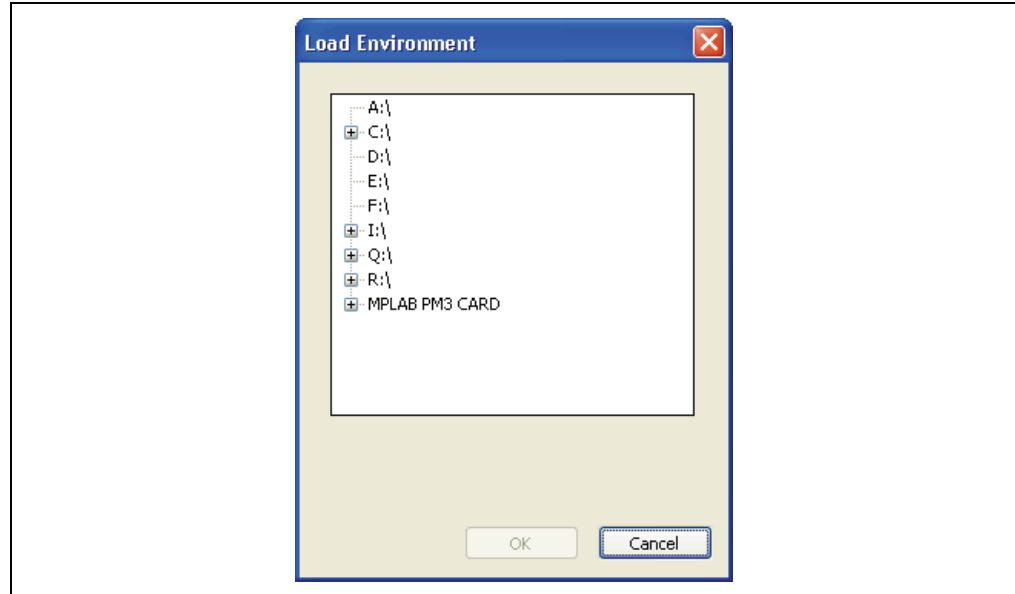 Load Environment
A:\
C:\
D:\
E:\
F:\
I:\
Q:\
R:\
MPLAB PM3 CARD
OK
Cancel